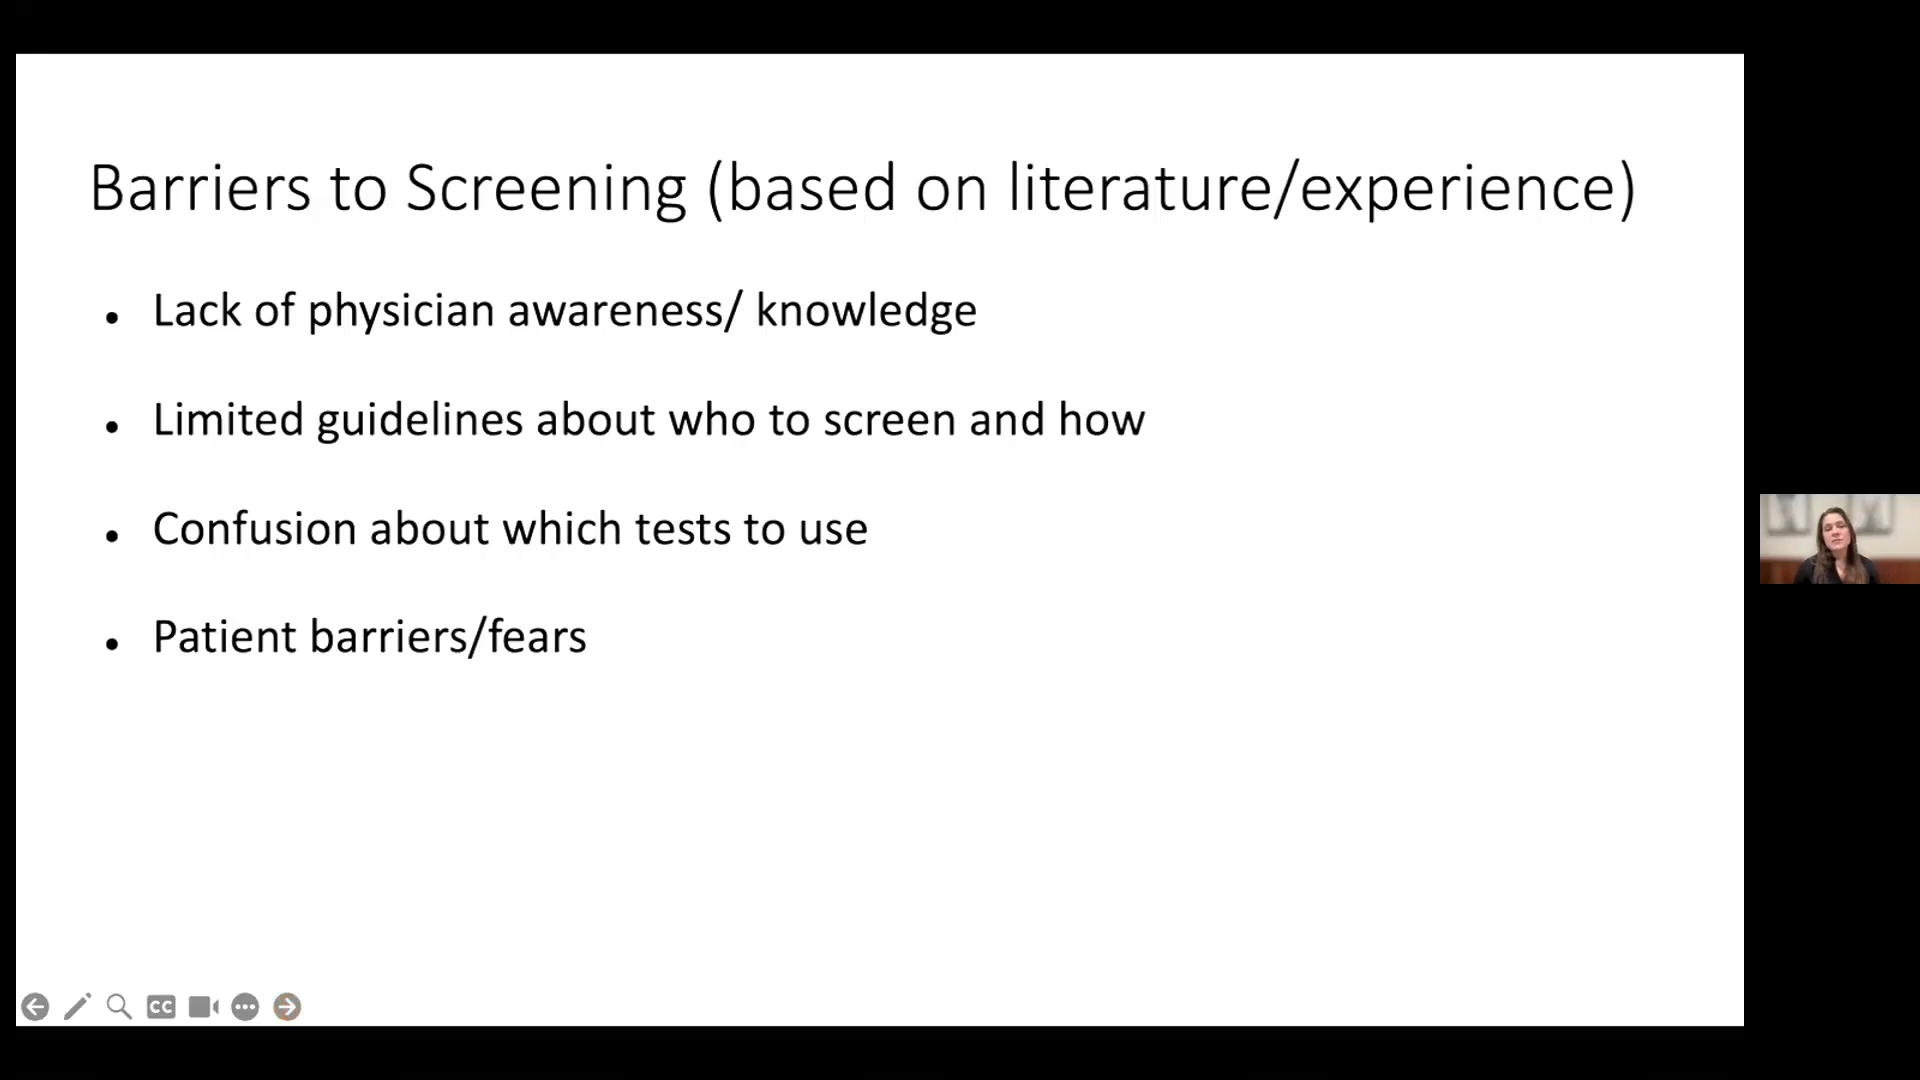 Barriers to Screening (based on literature/experience)
• Lack of physician awareness/ knowledge
• Limited guidelines about who to screen and how
• Confusion about which tests to use
• Patient barriers/fears
CC